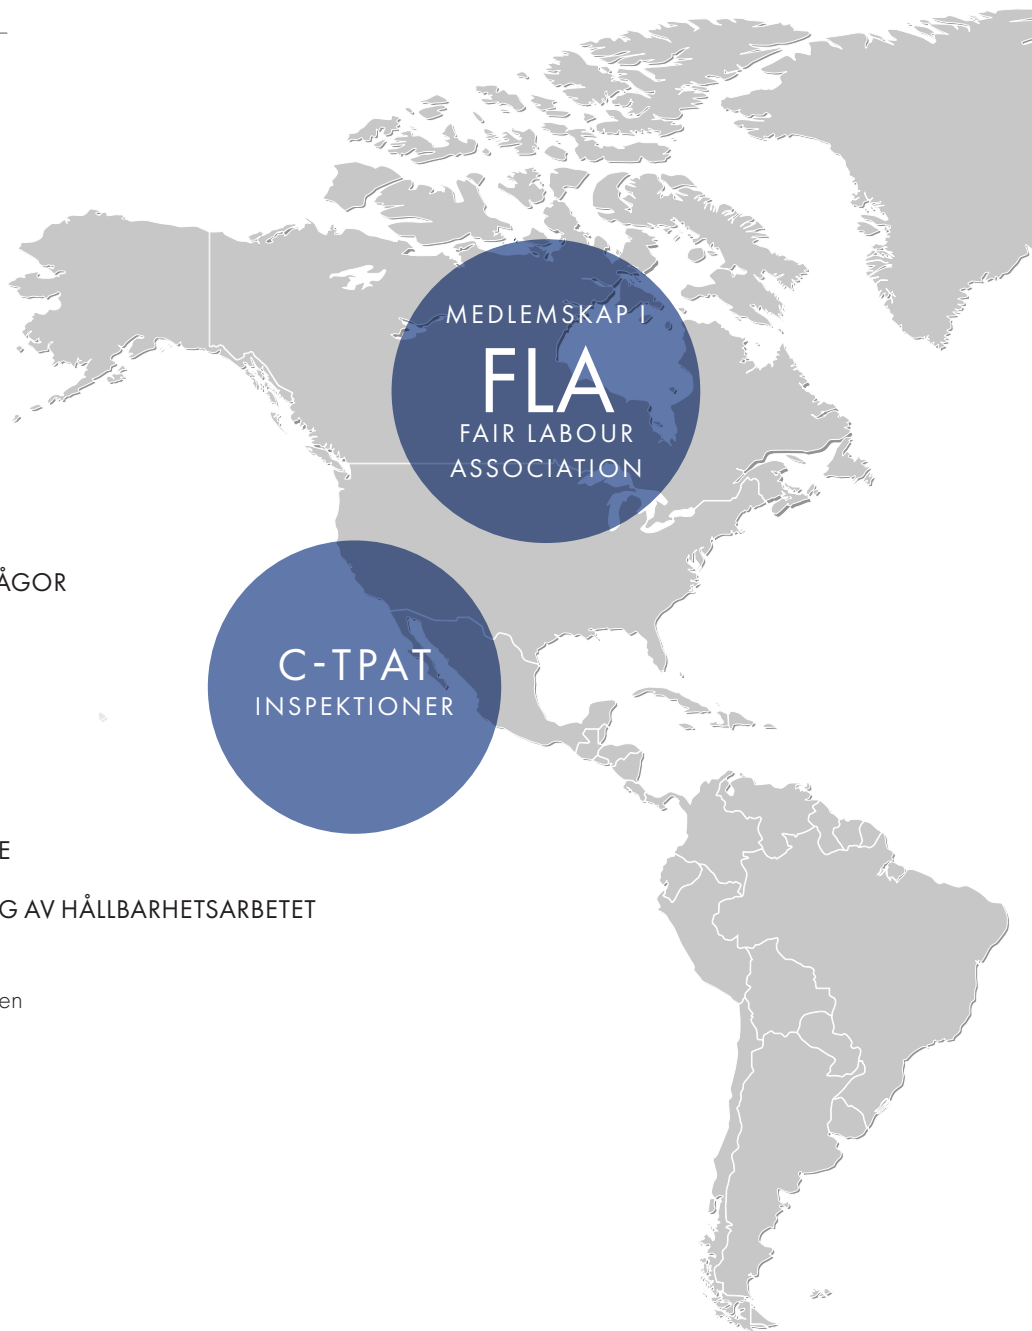 MEDLEMSKAP I
FLA
FAIR LABOUR
ASSOCIATION
ÅGOR
C-TPAT
INSPEKTIONER
E
G AV HÅLLBARHETSARBETET
en